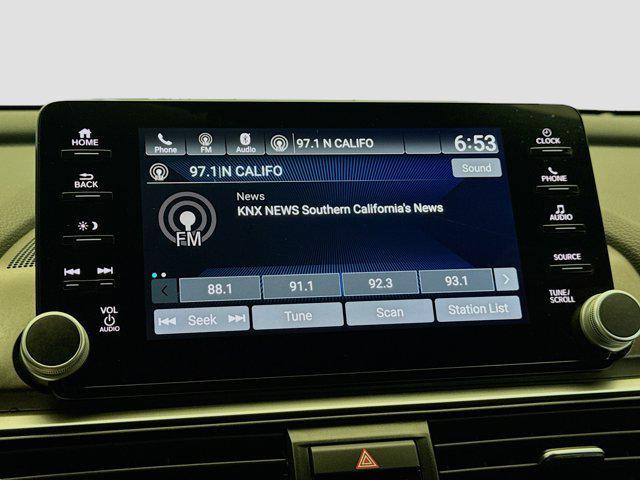 HOME
BACK
VOL
AUDIO
Phone
FM
Audio
97.1 N CALIFO
6:53
97.1 N CALIFO
Sound
FM
News
KNX NEWS Southern California's News
88.1
91.1
92.3
93.1
Seek
Tune
Scan
Station List
CLOCK
PHONE
AUDIO
SOURCE
TUNE/
SCROLL